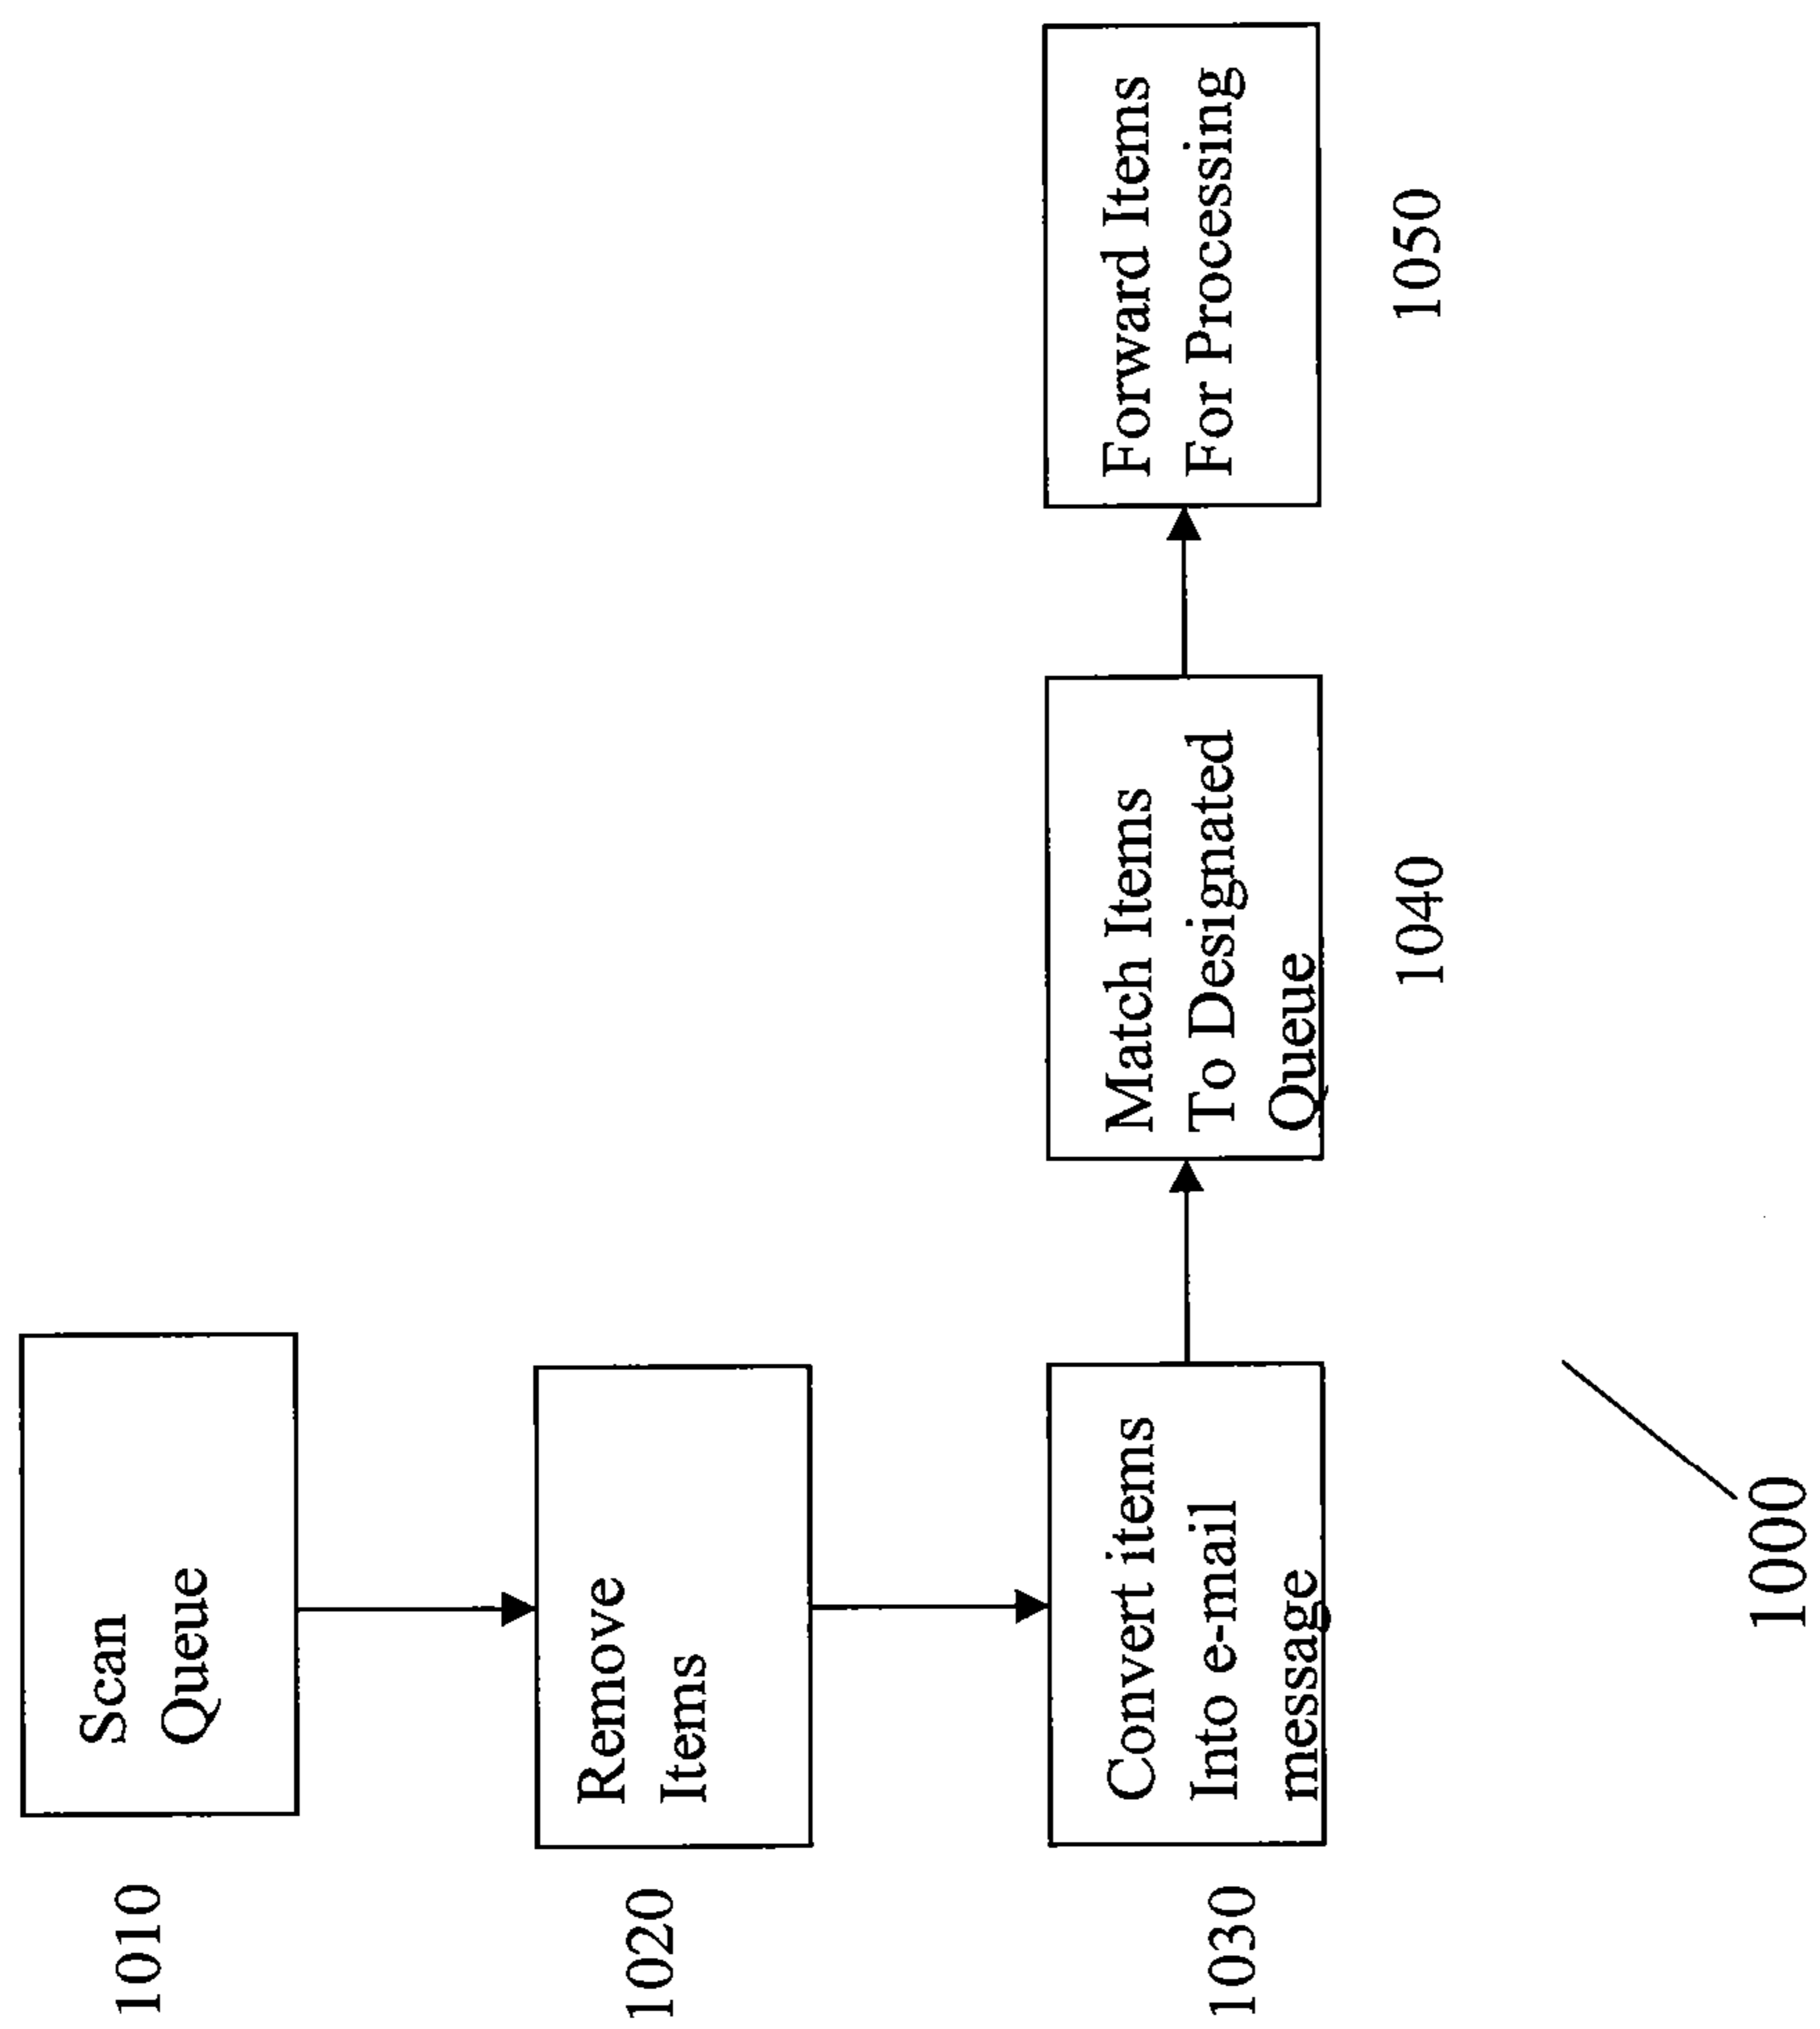 1010
Scan
Queue
1020
Remove
Items
1030
Convert items
Into e-mail
message
Match Items
To Designated
Queue
1040
Forward Items
For Processing
1050
1000